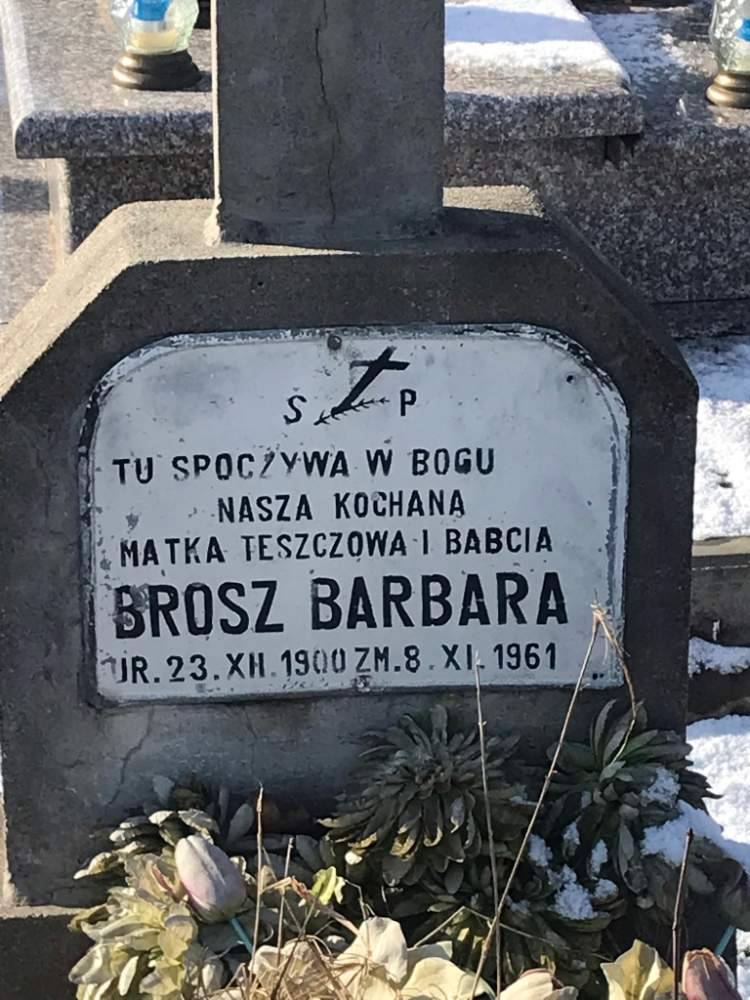 S P
TU SPOCZYWA W BOGU
NASZA KOCHANA
MATKA TESZCZOWA I BABCIA
BROSZ BARBARA
UR. 23. XII. 1900 ZM. 8. XI. 1961